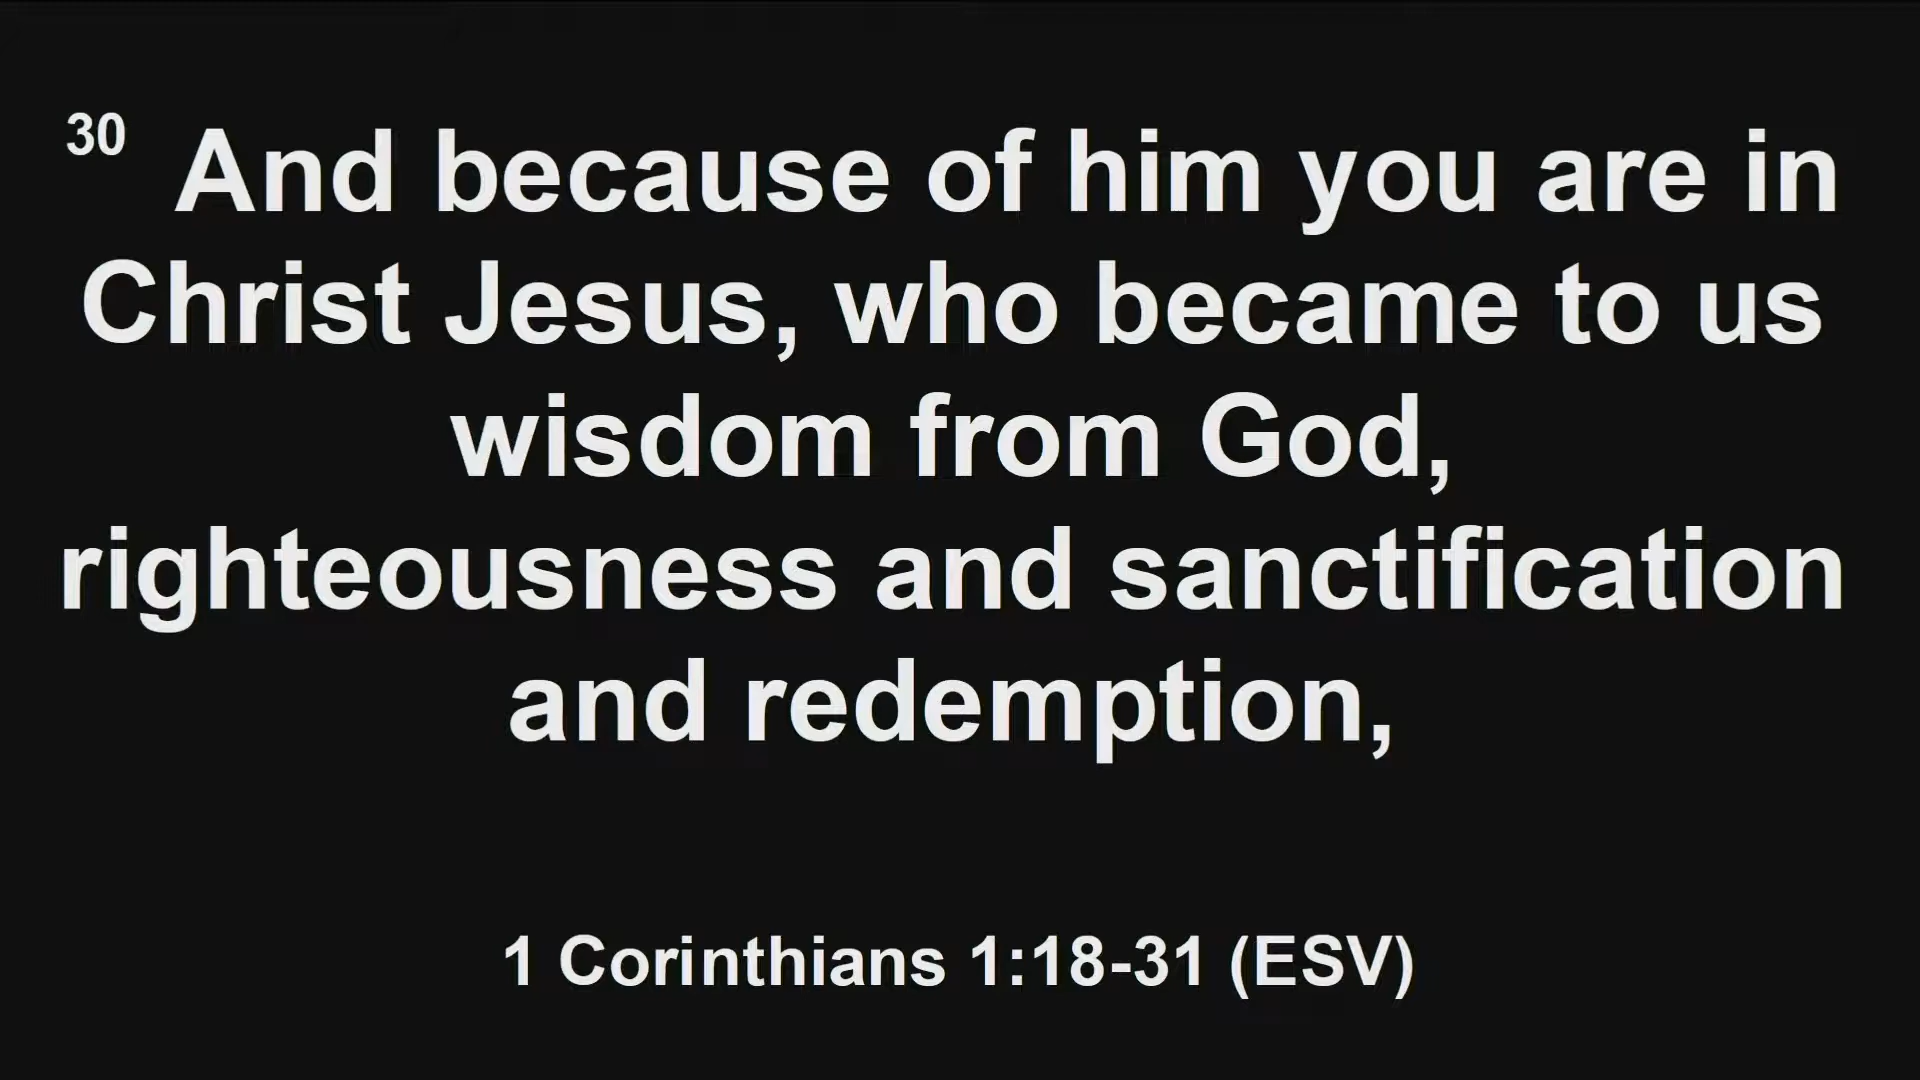 30 And because of him you are in
Christ Jesus, who became to us
wisdom from God,
righteousness and sanctification
and redemption,
1 Corinthians 1:18-31 (ESV)